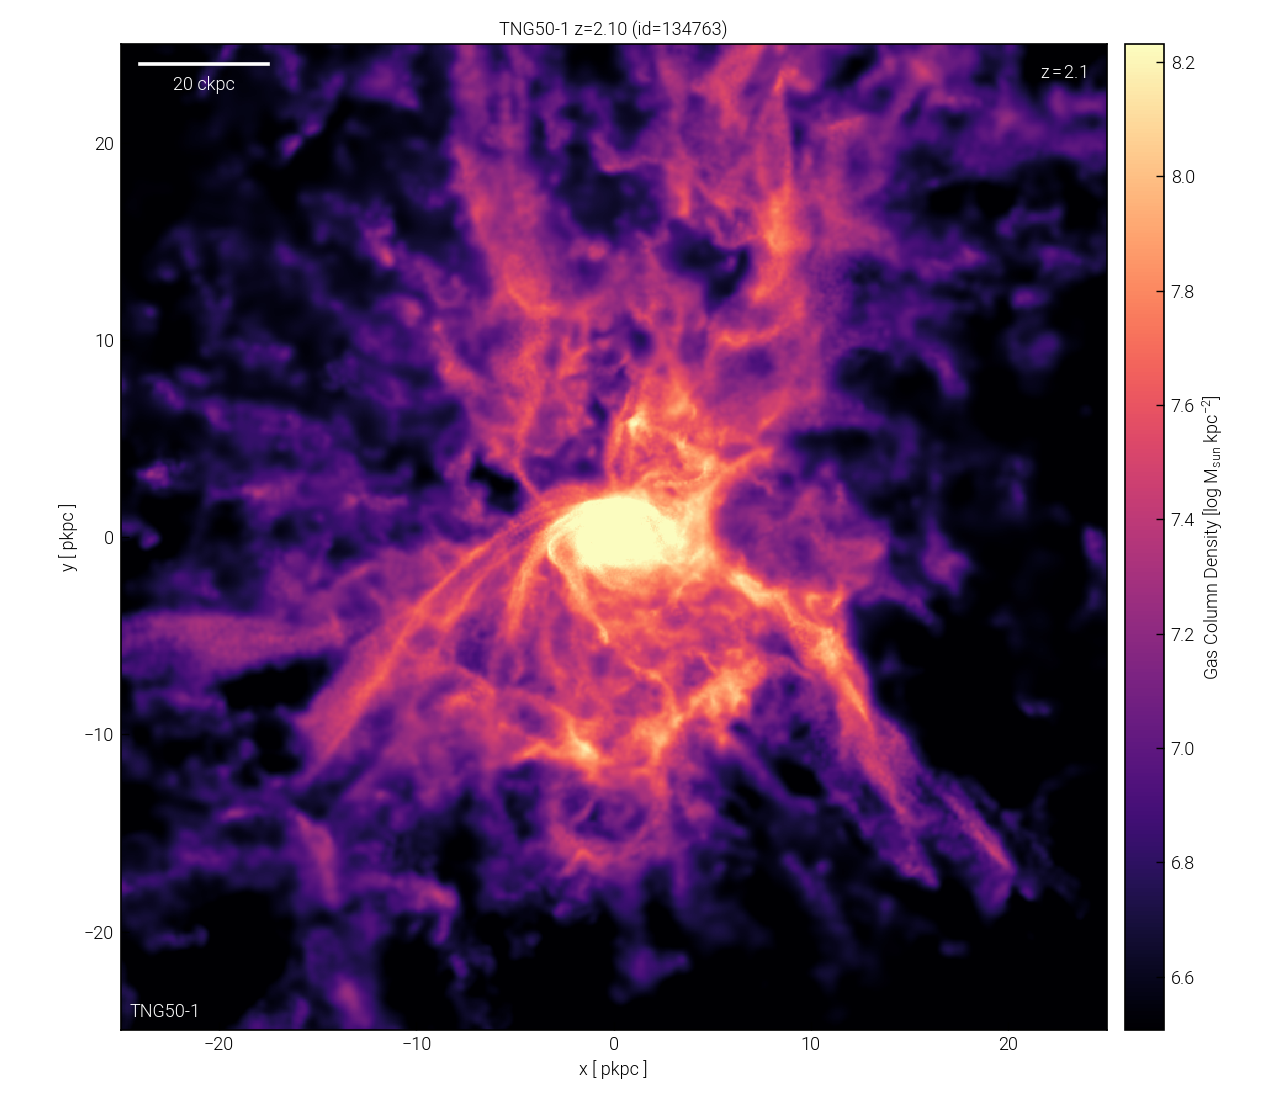 TNG50-1 z=2.10 (id=134763)
20 ckpc
z=2.1
TNG50-1
20
10
0
−10
−20
y [ pkpc ]
−20
−10
0
10
20
x [ pkpc ]
8.2
8.0
7.8
7.6
7.4
7.2
7.0
6.8
6.6
Gas Column Density [log M_sun kpc⁻²]